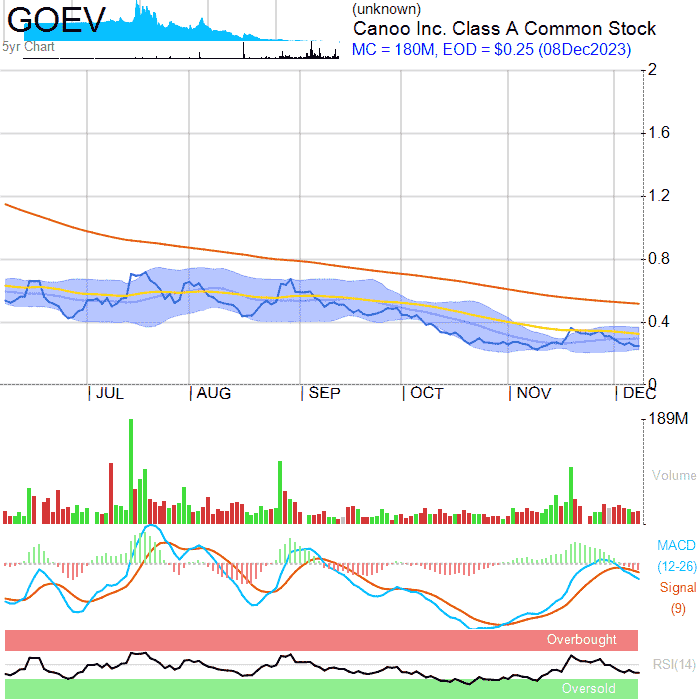 GOEV
5yr Chart
(unknown)
Canoo Inc. Class A Common Stock
MC = 180M, EOD = $0.25 (08Dec2023)
2
1.6
1.2
0.8
0.4
0
JUL
AUG
SEP
OCT
NOV
DEC
189M
Volume
MACD
(12-26)
Signal
(9)
Overbought
RSI(14)
Oversold